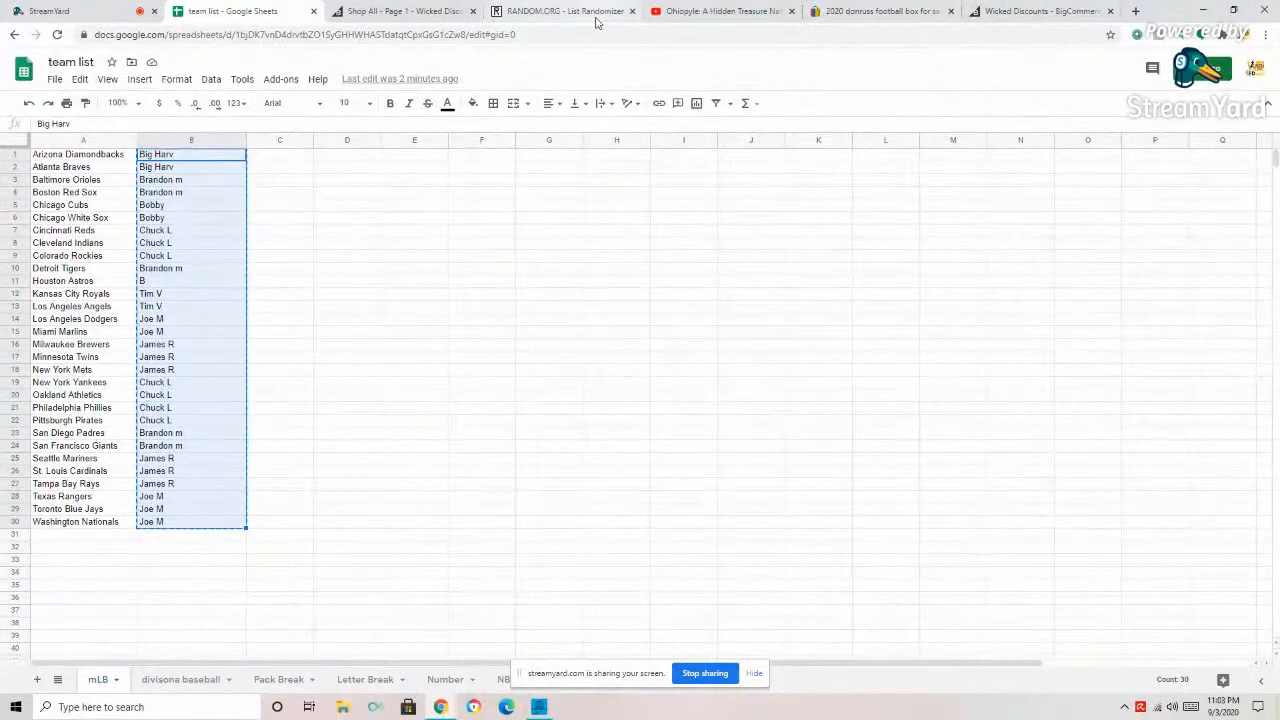 StreamYard
team list - Google Sheets
Shop All - Page 1 - Wicked Disc
RANDOM.ORG - List Randomizer
Ohiopyle: A Hidden Treasure Na
2020 donruss football box for sa
Wicked Discounts - BigCommerc
docs.google.com/spreadsheets/d/
/edit#gid=0
Powered by
StreamYard
team list
File Edit View Insert Format Data Tools Add-ons Help Last edit was 2 minutes ago
100% $ % .0 .00 123 Arial 10 B I S A
fx Big Harv
A B C D E F G H I J K L M N O P Q
1 Arizona Diamondbacks Big Harv
2 Atlanta Braves Big Harv
3 Baltimore Orioles Brandon m
4 Boston Red Sox Brandon m
5 Chicago Cubs Bobby
6 Chicago White Sox Bobby
7 Cincinnati Reds Chuck L
8 Cleveland Indians Chuck L
9 Colorado Rockies Chuck L
10 Detroit Tigers Brandon m
11 Houston Astros B
12 Kansas City Royals Tim V
13 Los Angeles Angels Tim V
14 Los Angeles Dodgers Joe M
15 Miami Marlins Joe M
16 Milwaukee Brewers James R
17 Minnesota Twins James R
18 New York Mets James R
19 New York Yankees Chuck L
20 Oakland Athletics Chuck L
21 Philadelphia Phillies Chuck L
22 Pittsburgh Pirates Chuck L
23 San Diego Padres Brandon m
24 San Francisco Giants Brandon m
25 Seattle Mariners James R
26 St. Louis Cardinals James R
27 Tampa Bay Rays James R
28 Texas Rangers Joe M
29 Toronto Blue Jays Joe M
30 Washington Nationals Joe M
31
32
33
34
35
36
37
38
39
40
mLB divisona baseball Pack Break Letter Break Number NB
streamyard.com is sharing your screen. Stop sharing Hide
Count: 30
Type here to search
11:03 PM
9/3/2020